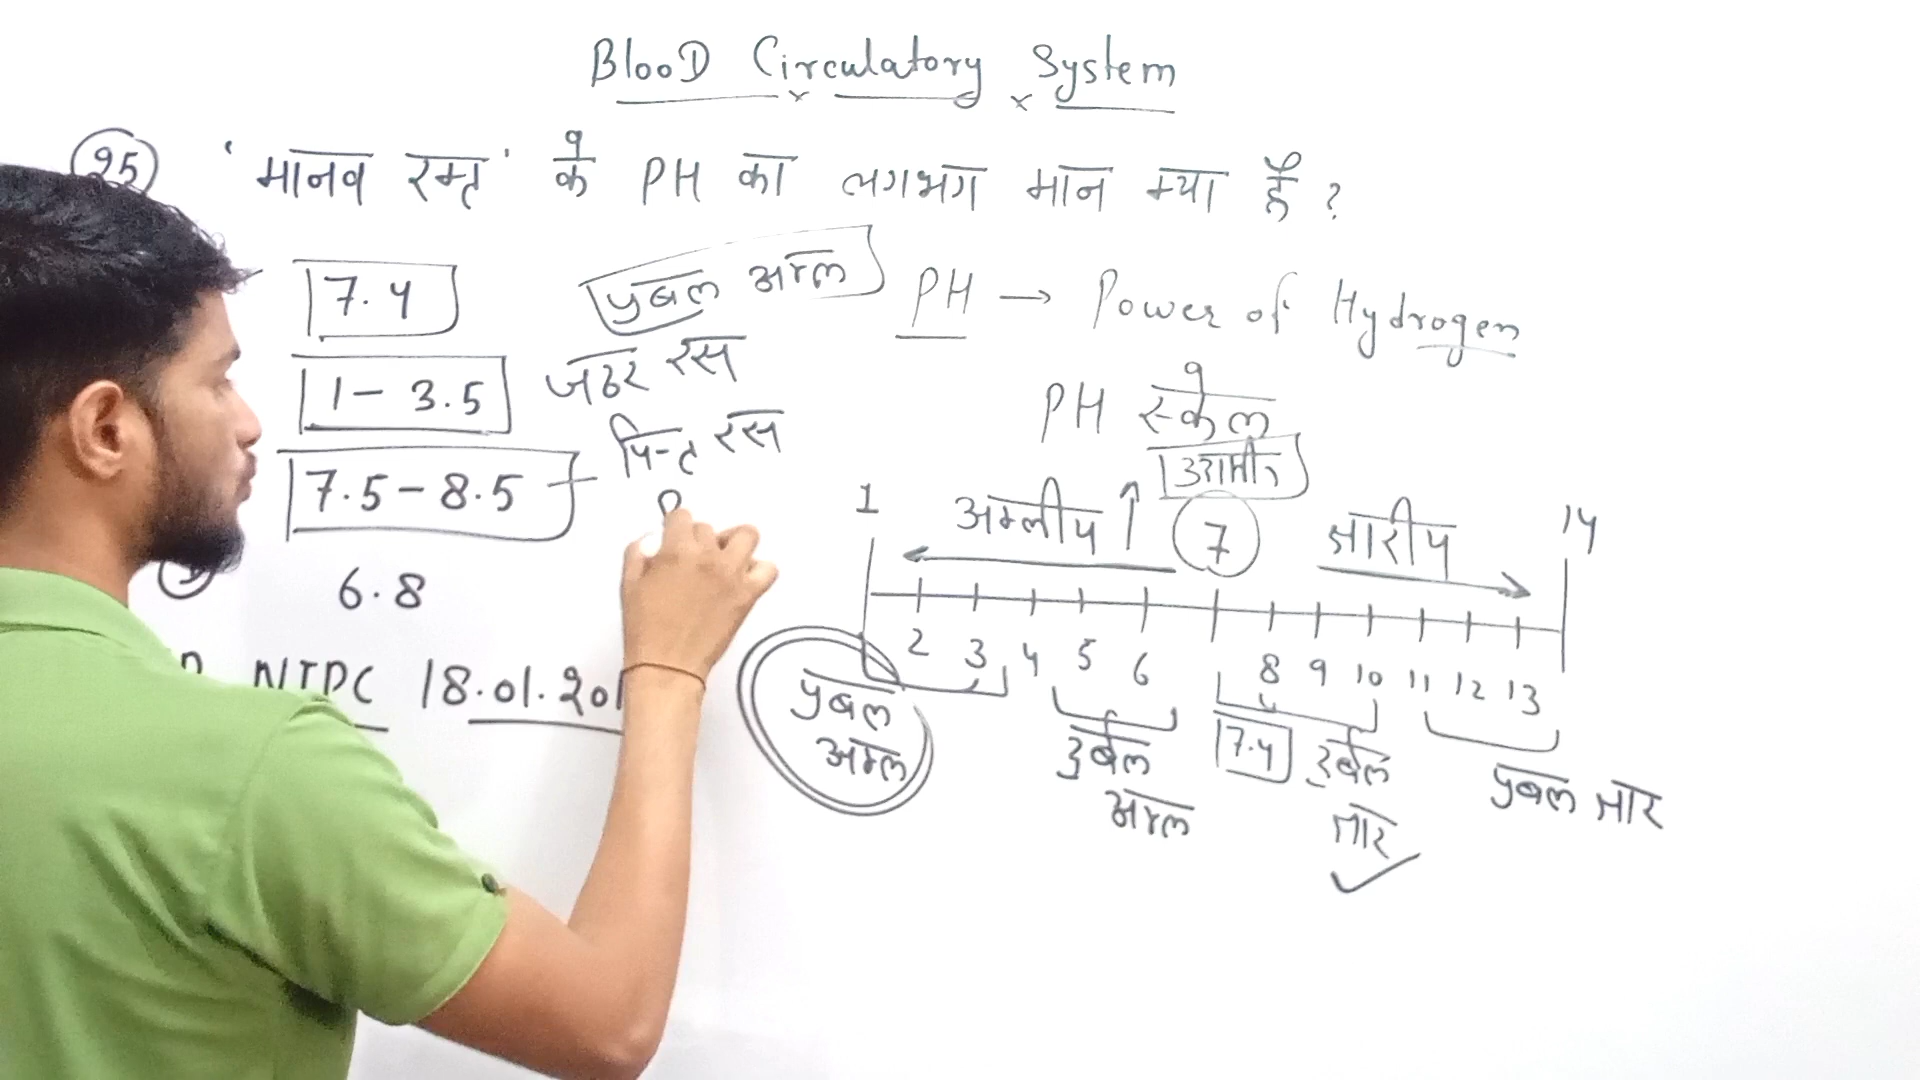 BlooD Circulatory System
95 'मानव रक्त' के PH का लगभग मान क्या है ?
7.4
प्रबल अम्ल
PH → Power of Hydrogen
1 - 3.5 जठर रस
PH स्केल
7.5 - 8.5 पित्त रस
उदासीन
1 अम्लीय ↑ 7 क्षारीय 14
6.8
2 3 4 5 6 8 9 10 11 12 13
NTPC 18.01.201
प्रबल अम्ल
दुर्बल अम्ल
7.4 दुर्बल क्षार
प्रबल क्षार